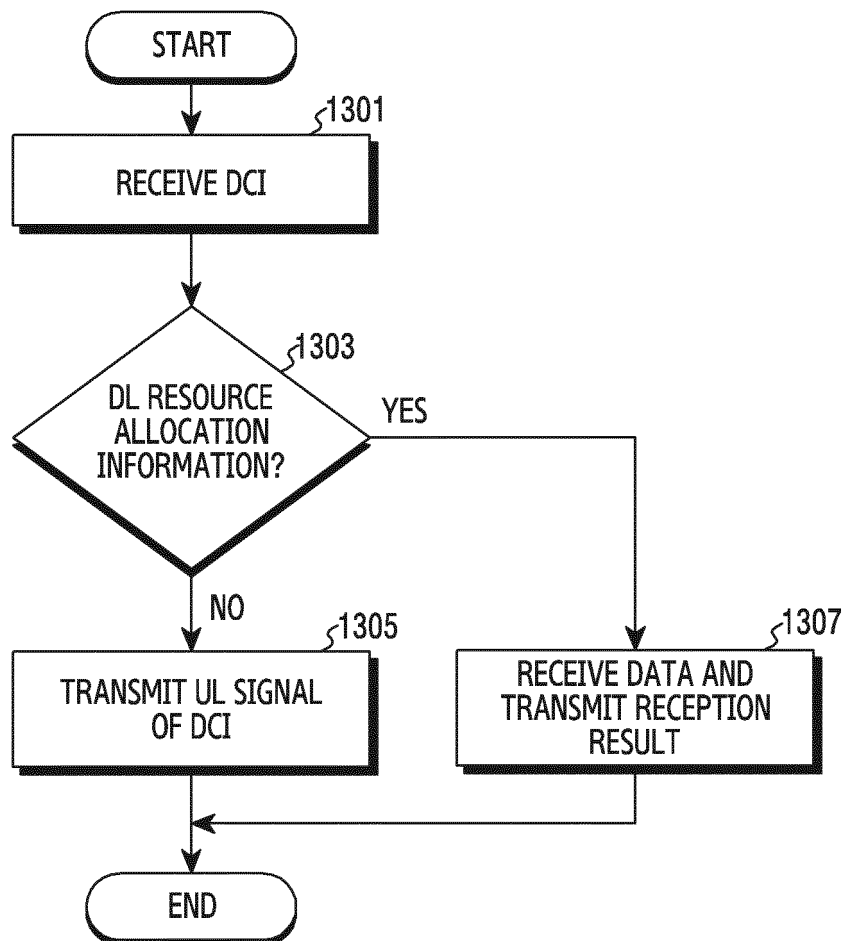 START
1301
RECEIVE DCI
1303
DL RESOURCE
ALLOCATION
INFORMATION?
YES
NO
1305
TRANSMIT UL SIGNAL
OF DCI
1307
RECEIVE DATA AND
TRANSMIT RECEPTION
RESULT
END